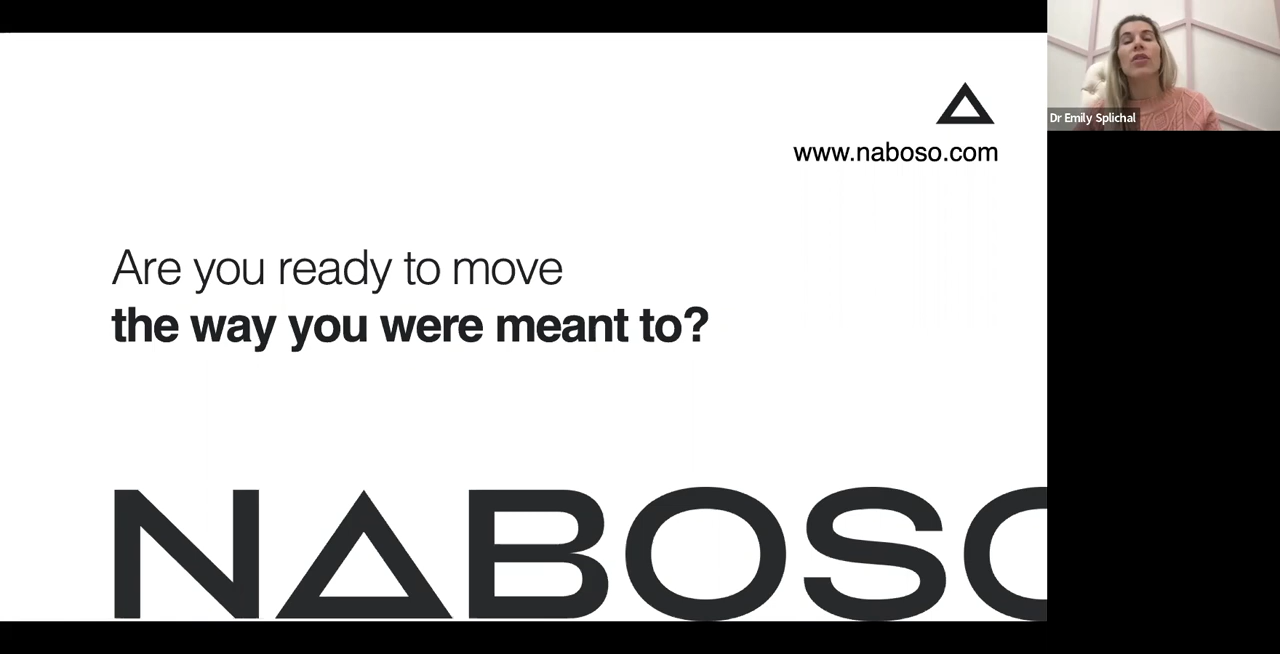 www.naboso.com
Dr Emily Splichal
Are you ready to move
the way you were meant to?
NABOSO